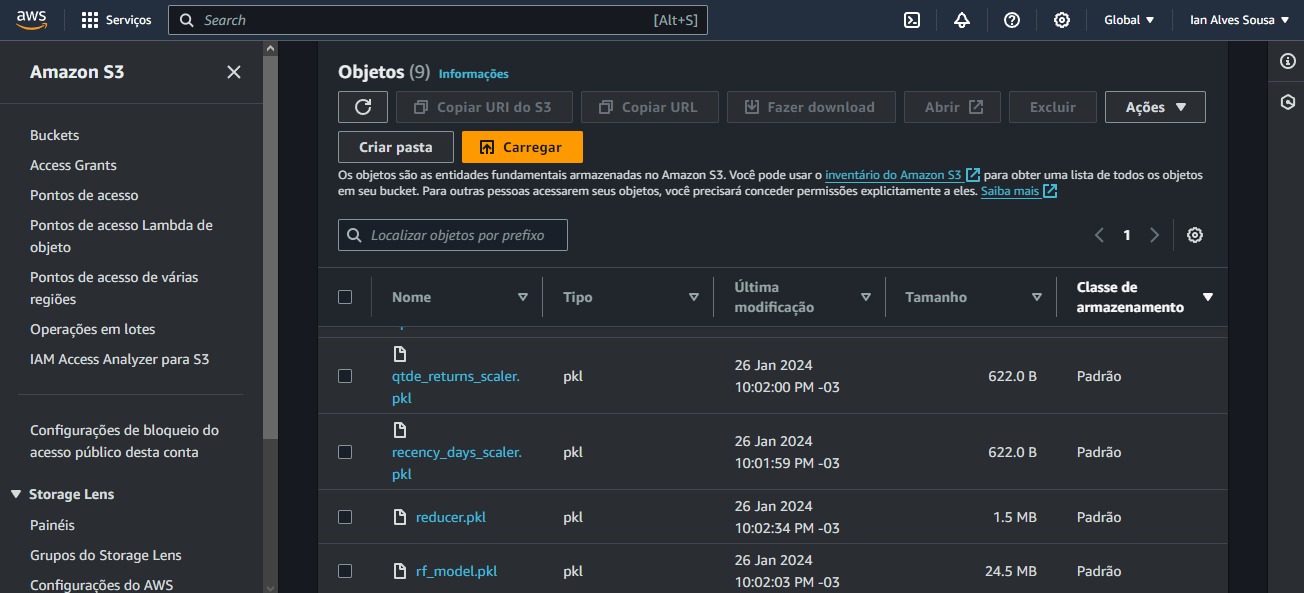 aws Serviços Search [Alt+S] Global Ian Alves Sousa
Amazon S3
Buckets
Access Grants
Pontos de acesso
Pontos de acesso Lambda de
objeto
Pontos de acesso de várias
regiões
Operações em lotes
IAM Access Analyzer para S3
Configurações de bloqueio do
acesso público desta conta
Storage Lens
Painéis
Grupos do Storage Lens
Configurações do AWS
Objetos (9) Informações
Copiar URI do S3 Copiar URL Fazer download Abrir Excluir Ações
Criar pasta Carregar
Os objetos são as entidades fundamentais armazenadas no Amazon S3. Você pode usar o inventário do Amazon S3 para obter uma lista de todos os objetos
em seu bucket. Para outras pessoas acessarem seus objetos, você precisará conceder permissões explicitamente a eles. Saiba mais
Localizar objetos por prefixo 1
Nome Tipo Última
modificação Tamanho Classe de
armazenamento
qtde_returns_scaler.
pkl
pkl
26 Jan 2024
10:02:00 PM -03
622.0 B
Padrão
recency_days_scaler.
pkl
pkl
26 Jan 2024
10:01:59 PM -03
622.0 B
Padrão
reducer.pkl
pkl
26 Jan 2024
10:02:34 PM -03
1.5 MB
Padrão
rf_model.pkl
pkl
26 Jan 2024
10:02:03 PM -03
24.5 MB
Padrão